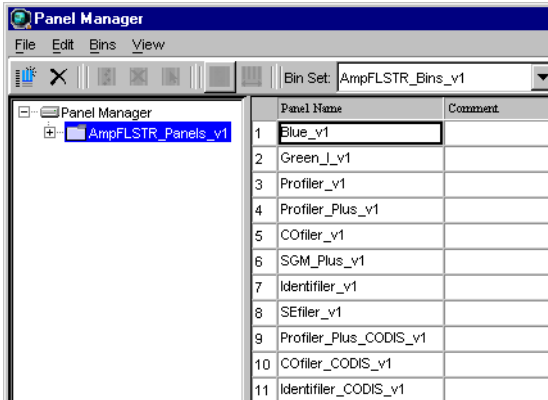 Panel Manager
File Edit Bins View
Bin Set: AmpFLSTR_Bins_v1
Panel Manager
AmpFLSTR_Panels_v1
Panel Name Comment
1 Blue_v1
2 Green_I_v1
3 Profiler_v1
4 Profiler_Plus_v1
5 COfiler_v1
6 SGM_Plus_v1
7 Identifiler_v1
8 SEfiler_v1
9 Profiler_Plus_CODIS_v1
10 COfiler_CODIS_v1
11 Identifiler_CODIS_v1